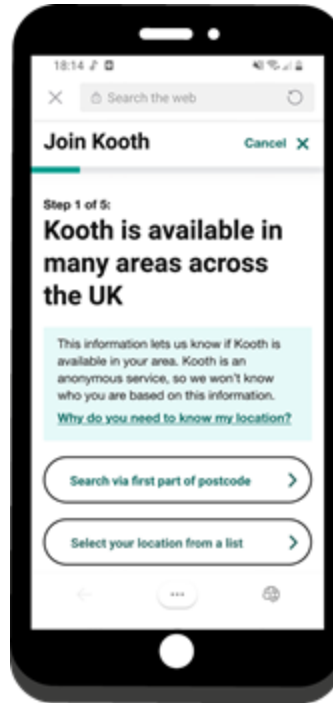 18:14
Search the web
Join Kooth
Cancel X
Step 1 of 5:
Kooth is available in
many areas across
the UK
This information lets us know if Kooth is
available in your area. Kooth is an
anonymous service, so we won't know
who you are based on this information.
Why do you need to know my location?
Search via first part of postcode
Select your location from a list